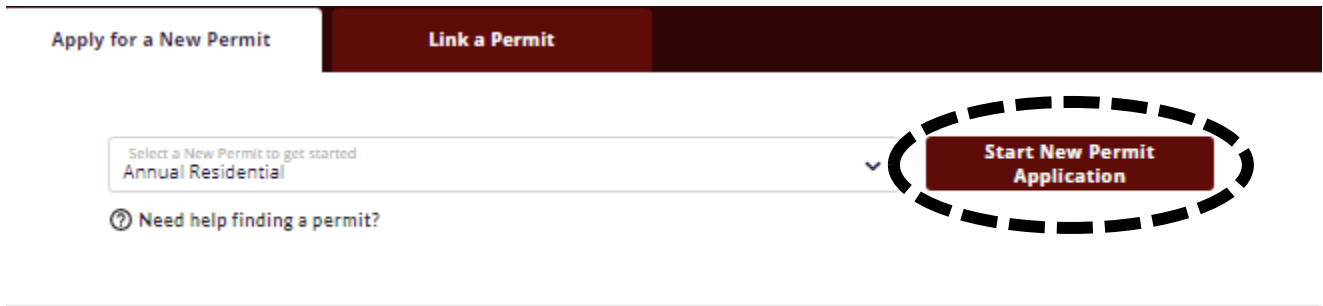 Apply for a New Permit
Link a Permit
Select a New Permit to get started
Annual Residential
Start New Permit
Application
Need help finding a permit?